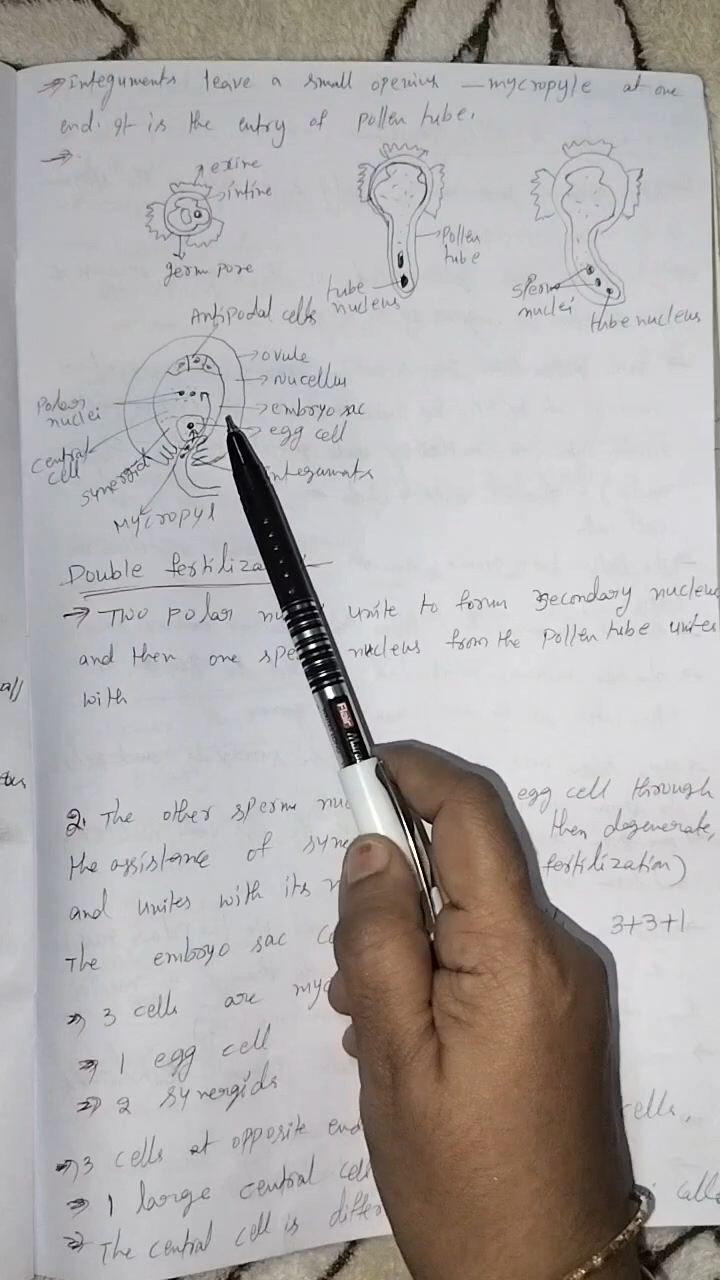 → Integuments leave a small opening — mycropyle at one
end. It is the entry of pollen tube.
→.
exine
intine
germ pore
Pollen
tube
tube
nucleus
sperm
nuclei
tube nucleus
Antipodal cells
ovule
nucellus
embryo sac
egg cell
integuments
Polar
nuclei
central
cell
synergid
Mycropyl
Double fertiliza
→ Two polar unite to form secondary nucleus
and then one nucleus from the pollen tube unites
with
all
2. The other sperm egg cell through
the assistance of then degenerate,
and unites with its fertilization)
The embryo sac 3+3+1
→ 3 cells are
→ 1 egg cell
→ 2 synergids
→ 3 cells at opposite end cells,
→ 1 large central cell
→ The central cell is
Flair